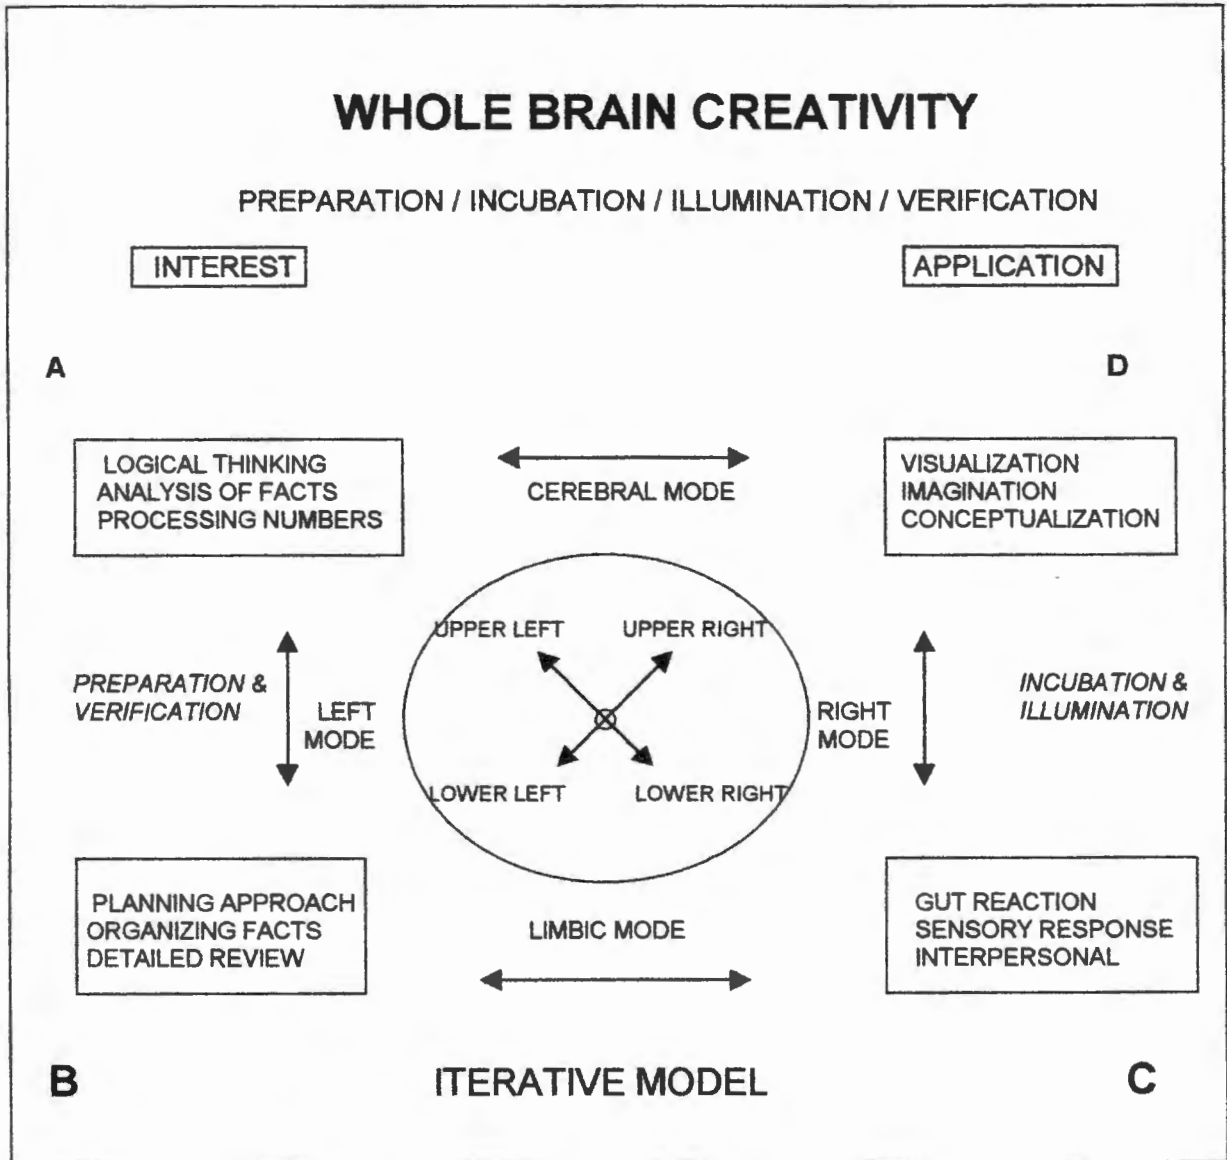 WHOLE BRAIN CREATIVITY
PREPARATION / INCUBATION / ILLUMINATION / VERIFICATION
INTEREST
APPLICATION
A
D
LOGICAL THINKING
ANALYSIS OF FACTS
PROCESSING NUMBERS
CEREBRAL MODE
VISUALIZATION
IMAGINATION
CONCEPTUALIZATION
UPPER LEFT
UPPER RIGHT
PREPARATION &
VERIFICATION
LEFT
MODE
RIGHT
MODE
INCUBATION &
ILLUMINATION
LOWER LEFT
LOWER RIGHT
PLANNING APPROACH
ORGANIZING FACTS
DETAILED REVIEW
LIMBIC MODE
GUT REACTION
SENSORY RESPONSE
INTERPERSONAL
B
ITERATIVE MODEL
C